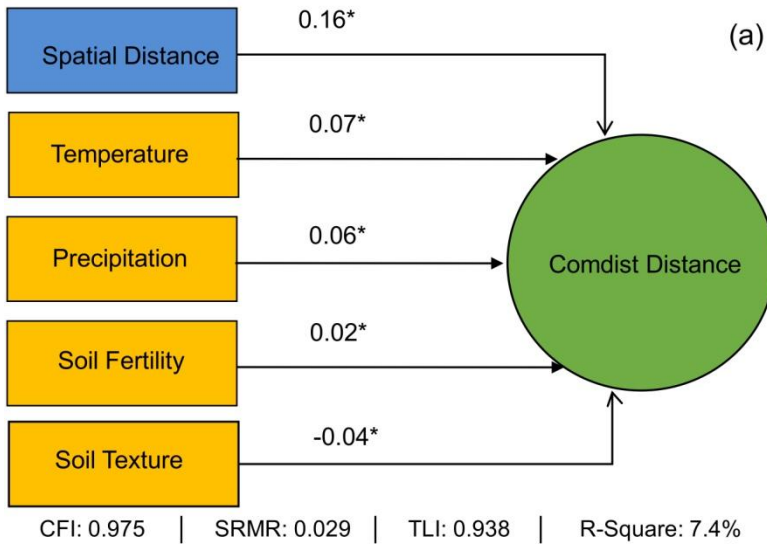 0.16*
(a)
Spatial Distance
0.07*
Temperature
0.06*
Precipitation
Comdist Distance
0.02*
Soil Fertility
-0.04*
Soil Texture
CFI: 0.975 | SRMR: 0.029 | TLI: 0.938 | R-Square: 7.4%